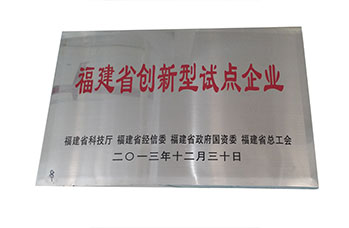 福建省创新型试点企业
福建省科技厅 福建省经信委 福建省政府国资委 福建省总工会
二〇一三年十二月三十日